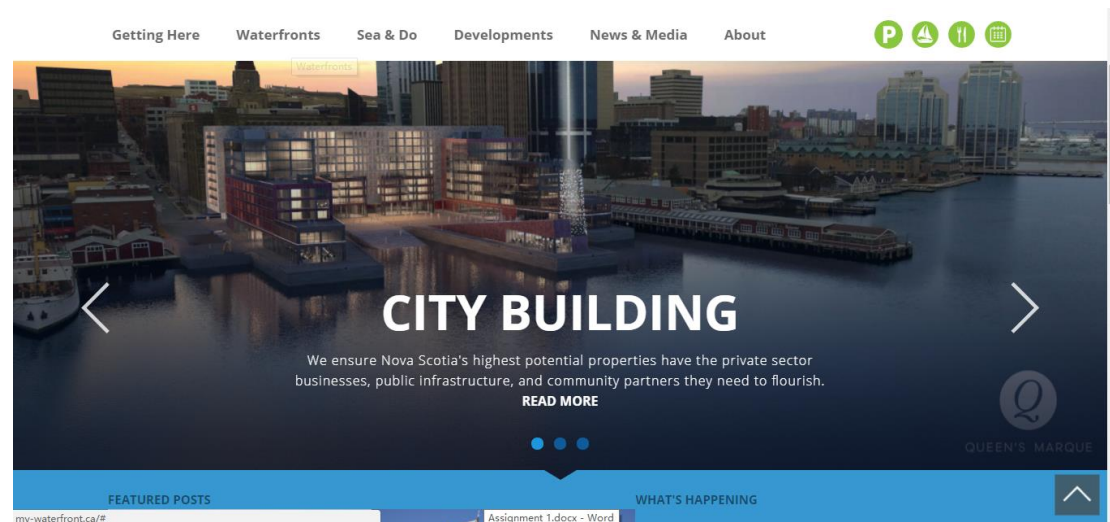 Getting Here Waterfronts Sea & Do Developments News & Media About
P
Waterfronts
CITY BUILDING
We ensure Nova Scotia's highest potential properties have the private sector
businesses, public infrastructure, and community partners they need to flourish.
READ MORE
Q
QUEEN'S MARQUE
FEATURED POSTS WHAT'S HAPPENING
my-waterfront.ca/# Assignment 1.docx - Word